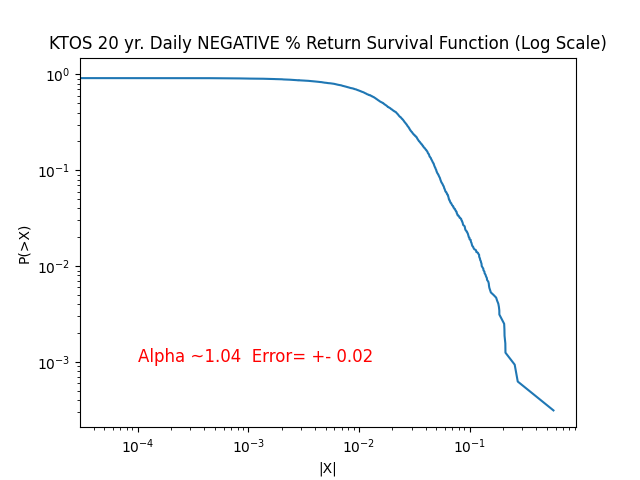 KTOS 20 yr. Daily NEGATIVE % Return Survival Function (Log Scale)
10⁰
10⁻¹
10⁻²
10⁻³
P(>X)
Alpha ~1.04  Error= +- 0.02
10⁻⁴ 10⁻³ 10⁻² 10⁻¹
|X|